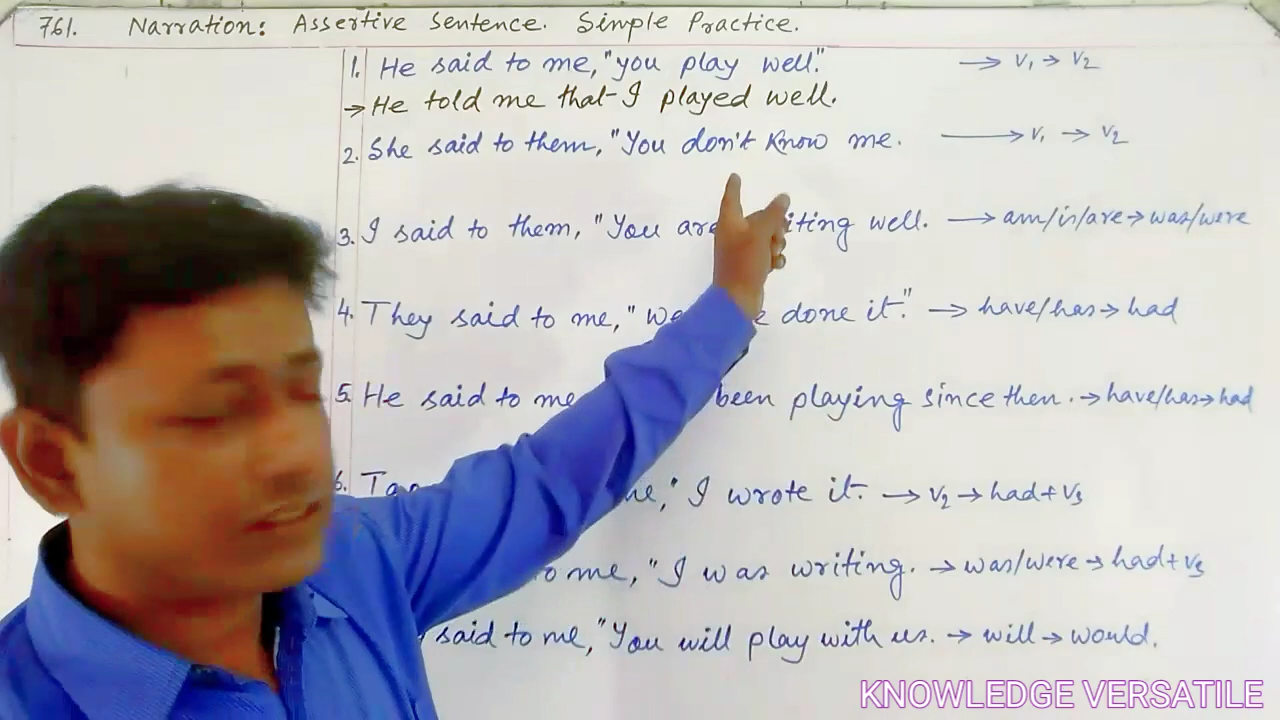 761. Narration: Assertive Sentence. Simple Practice.
1. He said to me, "you play well." → V1 → V2
→ He told me that I played well.
2. She said to them, "You don't know me. → V1 → V2
3. I said to them, "You are writing well. → am/is/are → was/were
4. They said to me, "we done it." → have/has → had
5. He said to me been playing since then. → have/has → had
6. me," I wrote it. → V2 → had + V3
to me, "I was writing. → was/were → had + V3
said to me, "You will play with us. → will → would.
KNOWLEDGE VERSATILE